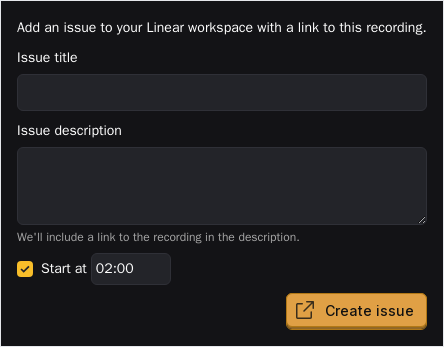 Add an issue to your Linear workspace with a link to this recording.
Issue title
Issue description
We'll include a link to the recording in the description.
Start at 02:00
Create issue